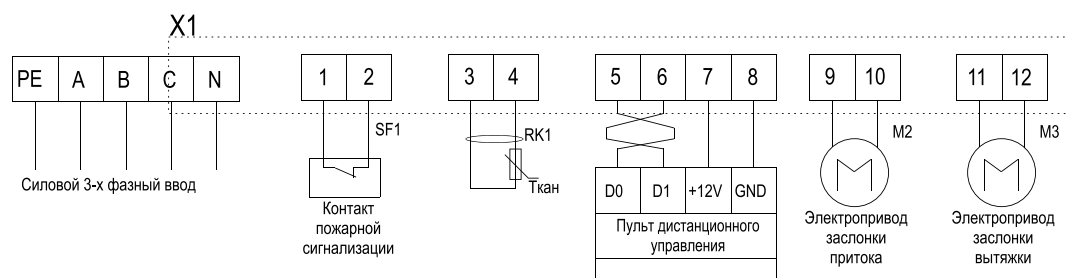 X1
PE A B C N
1 2
3 4
5 6 7 8
9 10
11 12
SF1
RK1
M2
M3
Силовой 3-х фазный ввод
Ткан
D0 D1 +12V GND
M
M
Контакт
пожарной
сигнализации
Пульт дистанционного
управления
Электропривод
заслонки
притока
Электропривод
заслонки
вытяжки